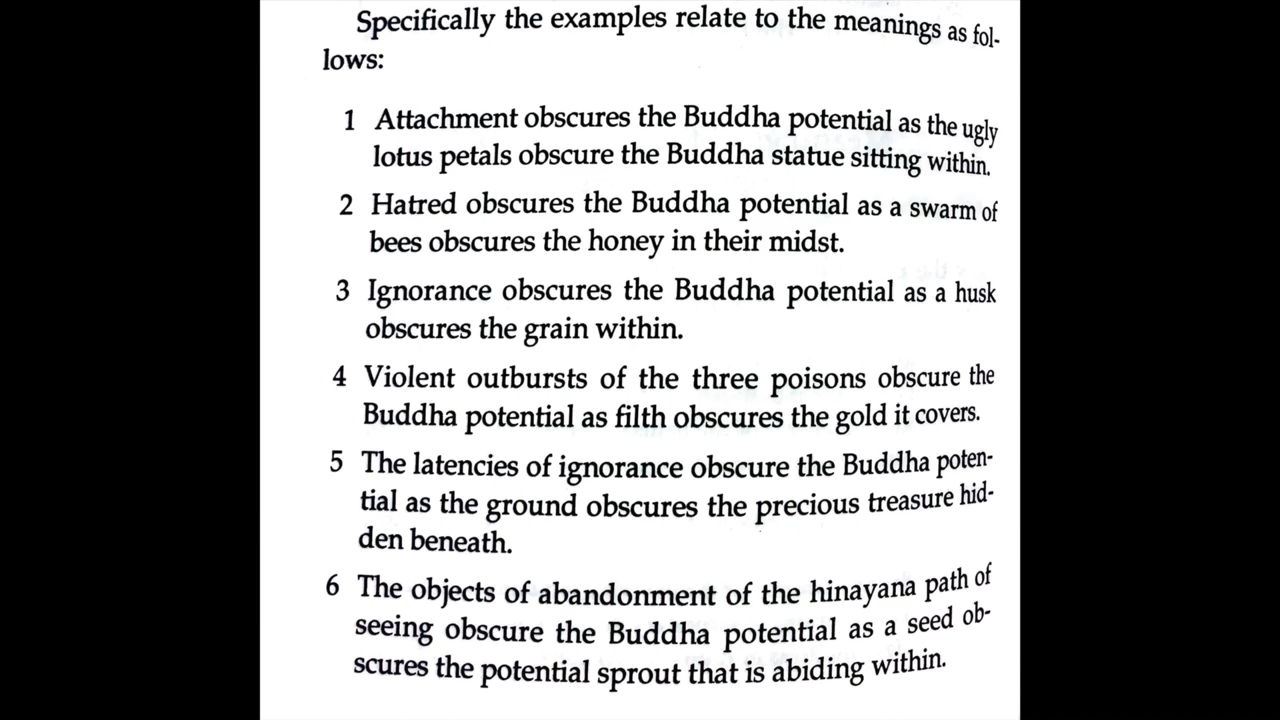 Specifically the examples relate to the meanings as fol-
lows:
1 Attachment obscures the Buddha potential as the ugly
lotus petals obscure the Buddha statue sitting within.
2 Hatred obscures the Buddha potential as a swarm of
bees obscures the honey in their midst.
3 Ignorance obscures the Buddha potential as a husk
obscures the grain within.
4 Violent outbursts of the three poisons obscure the
Buddha potential as filth obscures the gold it covers.
5 The latencies of ignorance obscure the Buddha poten-
tial as the ground obscures the precious treasure hid-
den beneath.
6 The objects of abandonment of the hinayana path of
seeing obscure the Buddha potential as a seed ob-
scures the potential sprout that is abiding within.